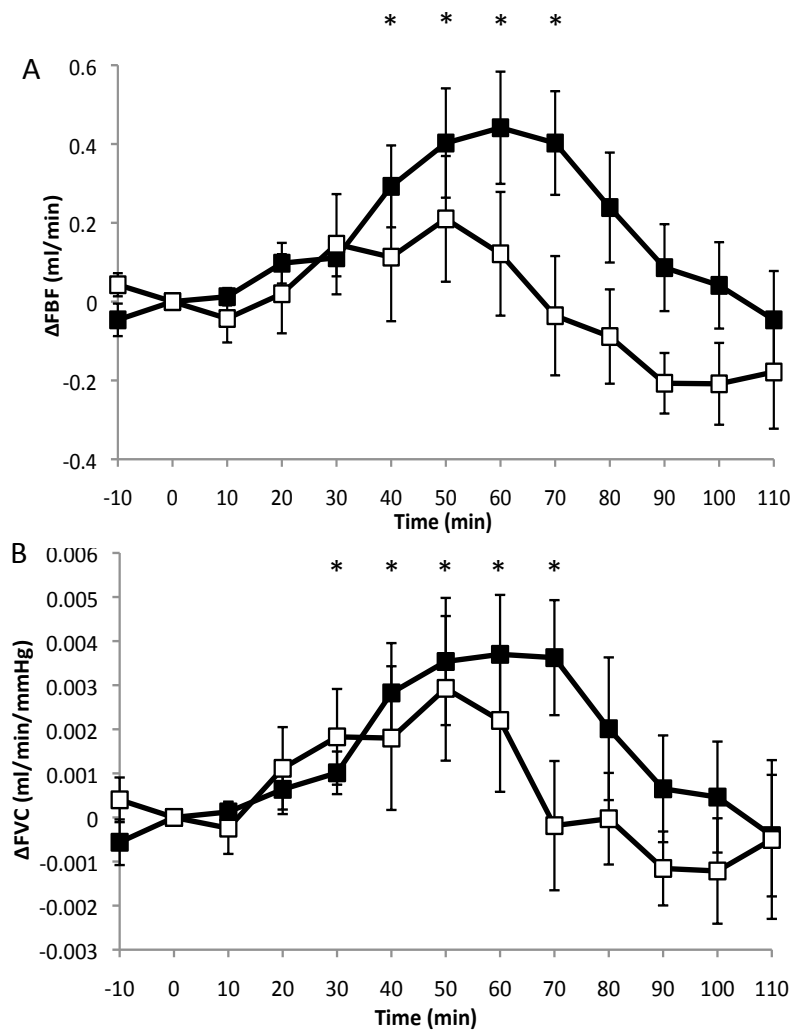 * * * *
A
0.6
0.4
0.2
0
-0.2
-0.4
ΔFBF (ml/min)
-10 0 10 20 30 40 50 60 70 80 90 100 110
Time (min)
B
0.006
0.005
0.004
0.003
0.002
0.001
0
-0.001
-0.002
-0.003
ΔFVC (ml/min/mmHg)
* * * * *
-10 0 10 20 30 40 50 60 70 80 90 100 110
Time (min)